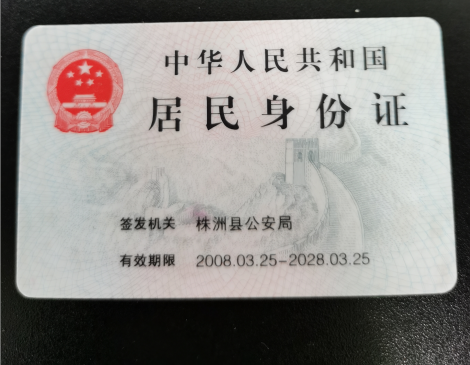 中华人民共和国
居民身份证
签发机关 株洲县公安局
有效期限 2008.03.25-2028.03.25